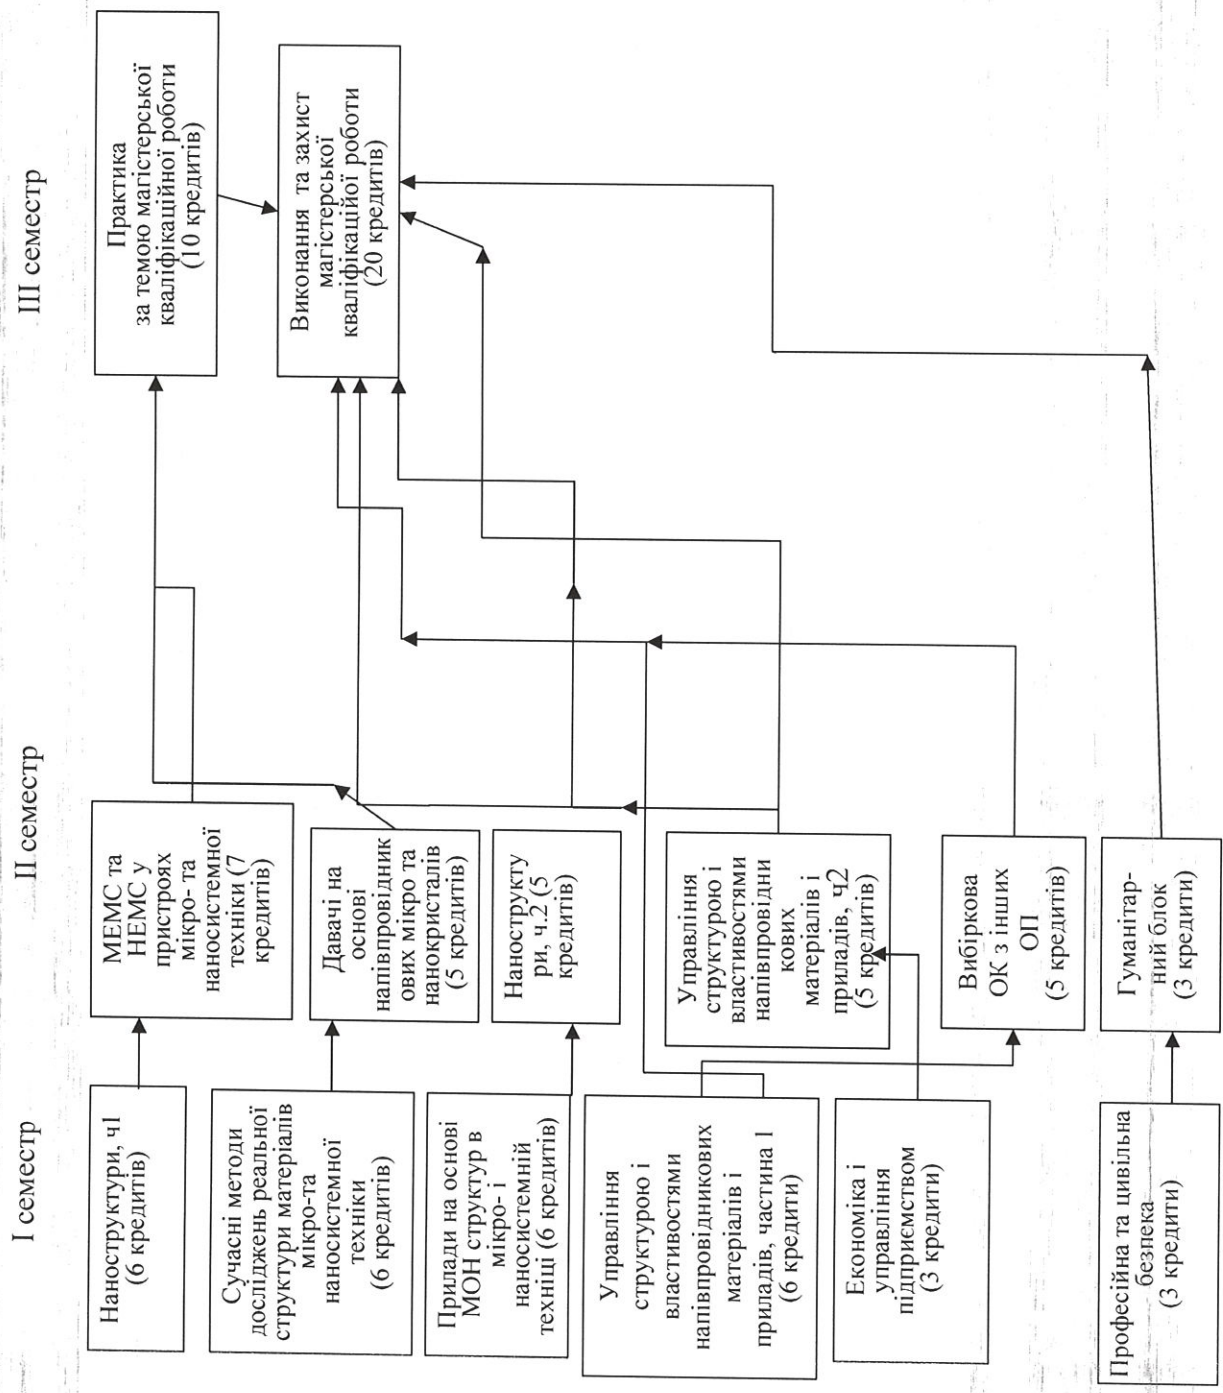 I семестр
II семестр
III семестр
Наноструктури, ч1
(6 кредитів)
Сучасні методи
досліджень реальної
структури матеріалів
мікро-та
наносистемної
техніки
(6 кредитів)
Прилади на основі
МОН структур в
мікро- і
наносистемній
техніці (6 кредитів)
Управління
структурою і
властивостями
напівпровідникових
матеріалів і
приладів, частина 1
(6 кредити)
Економіка і
управління
підприємством
(3 кредити)
Професійна та цивільна
безпека
(3 кредити)
МЕМС та
НЕМС у
пристроях
мікро- та
наносистемної
техніки (7
кредитів)
Давачі на
основі
напівпровідник
ових мікро та
нанокристалів
(5 кредитів)
Нанострукту
ри, ч.2 (5
кредитів)
Управління
структурою і
властивостями
напівпровідни
кових
матеріалів і
приладів, ч2
(5 кредитів)
Вибіркова
ОК з інших
ОП
(5 кредитів)
Гуманітар-
ний блок
(3 кредити)
Практика
за темою магістерської
кваліфікаційної роботи
(10 кредитів)
Виконання та захист
магістерської
кваліфікаційої роботи
(20 кредитів)